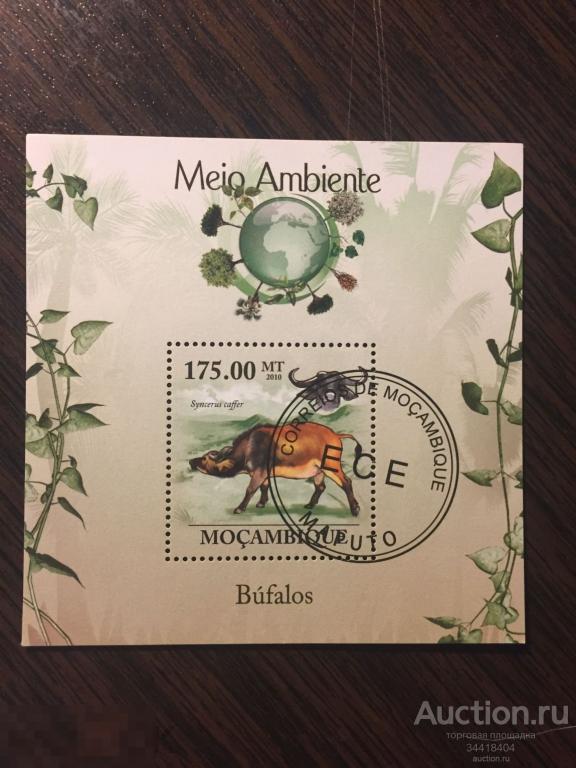 Meio Ambiente
175.00 MT
2010
Syncerus caffer
CORREIOS DE MOÇAMBIQUE
ECE
MAPUTO
MOÇAMBIQUE
Búfalos
Auction.ru
торговая площадка
34418404
auction.ru